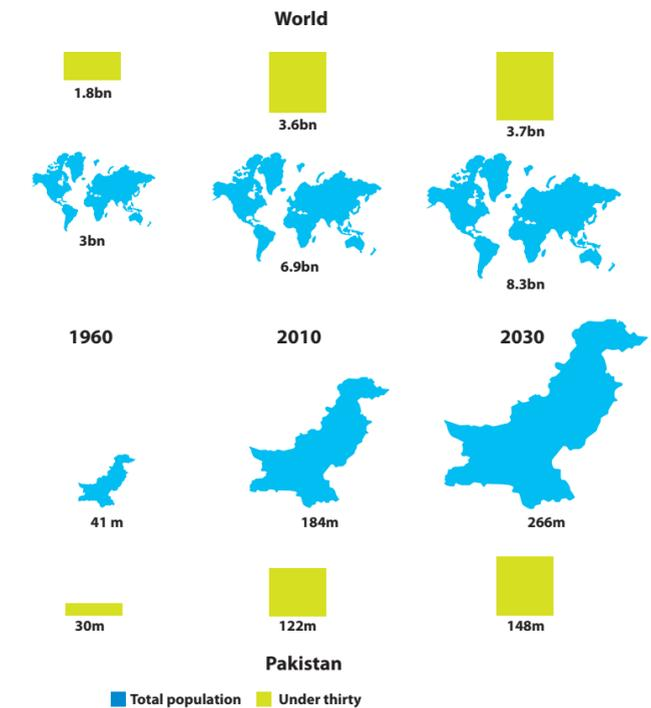 World
1.8bn
3.6bn
3.7bn
3bn
6.9bn
8.3bn
1960 2010 2030
41 m 184m 266m
30m 122m 148m
Pakistan
Total population Under thirty